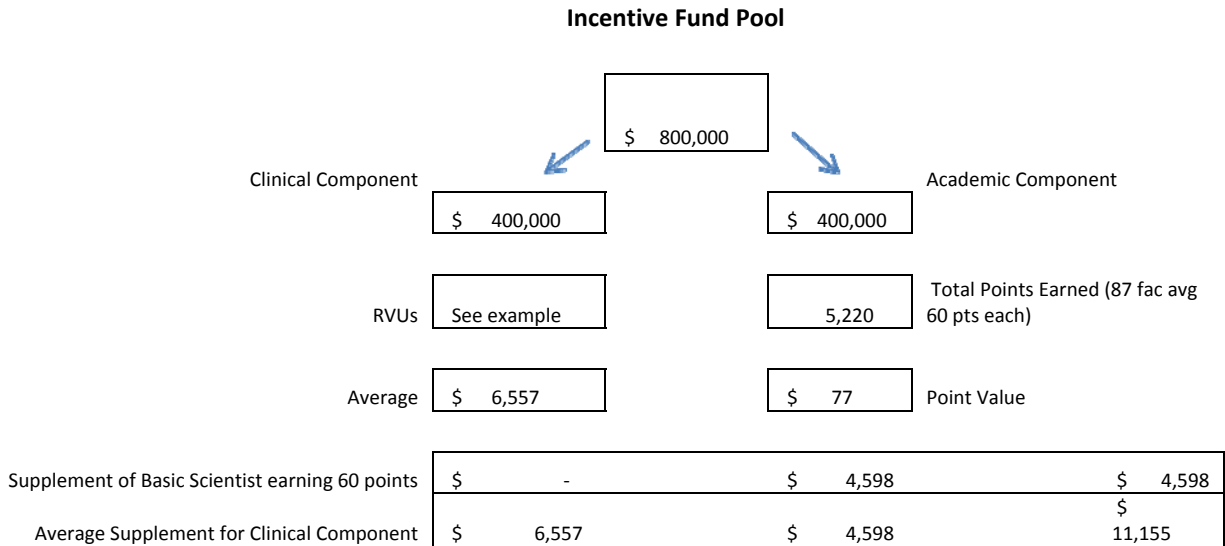 Incentive Fund Pool
$ 800,000
Clinical Component
Academic Component
$ 400,000
$ 400,000
RVUs
See example
5,220
Total Points Earned (87 fac avg
60 pts each)
Average
$ 6,557
$ 77
Point Value
Supplement of Basic Scientist earning 60 points $ - $ 4,598 $ 4,598
Average Supplement for Clinical Component $ 6,557 $ 4,598 $
11,155